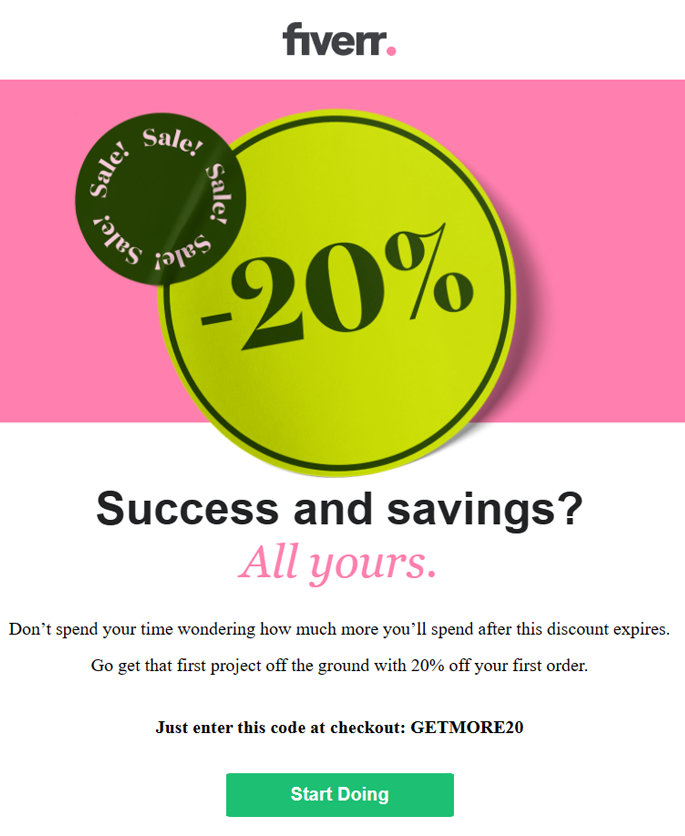 fiverr.
Sale! Sale! Sale! Sale! Sale!
-20%
Success and savings?
All yours.
Don’t spend your time wondering how much more you’ll spend after this discount expires.
Go get that first project off the ground with 20% off your first order.
Just enter this code at checkout: GETMORE20
Start Doing